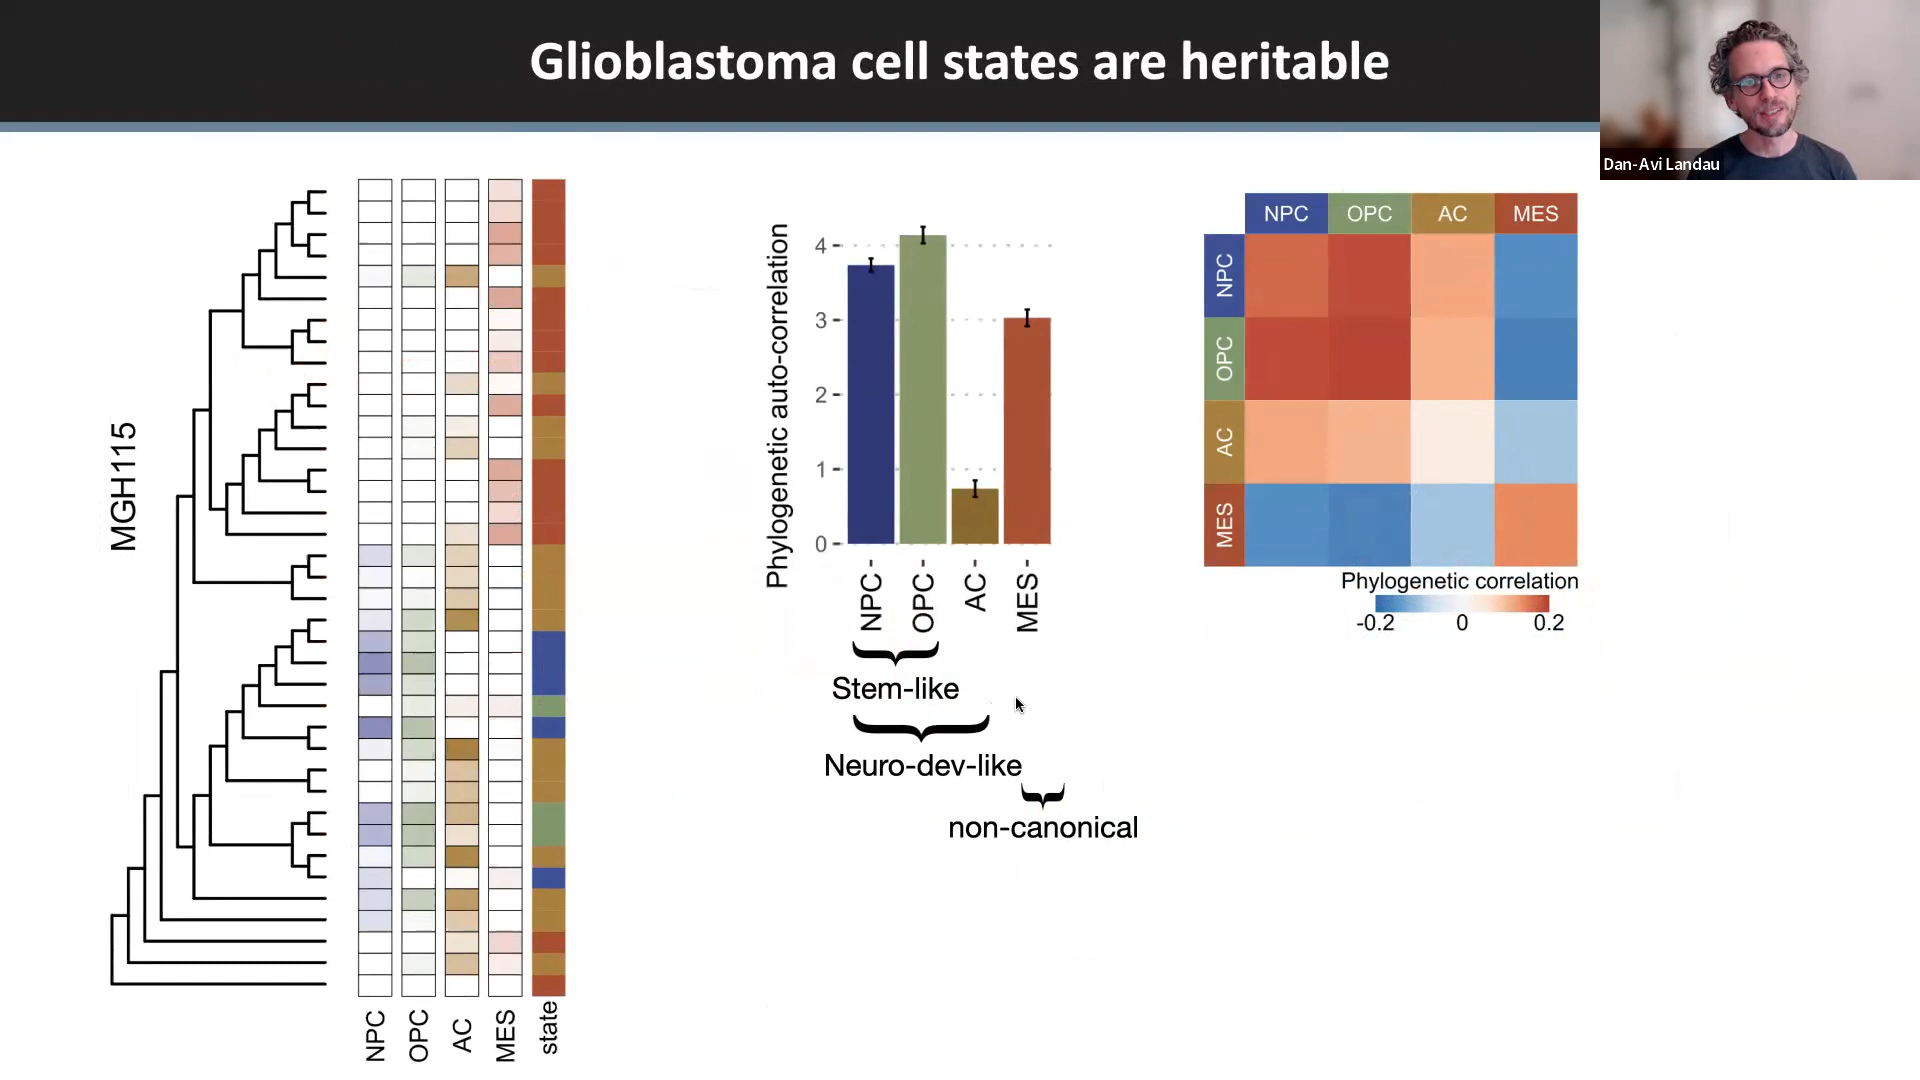 Glioblastoma cell states are heritable
Dan-Avi Landau
MGH115
NPC
OPC
AC
MES
state
Phylogenetic auto-correlation
4
3
2
1
0
NPC
OPC
AC
MES
Stem-like
Neuro-dev-like
non-canonical
NPC OPC AC MES
NPC
OPC
AC
MES
Phylogenetic correlation
-0.2 0 0.2